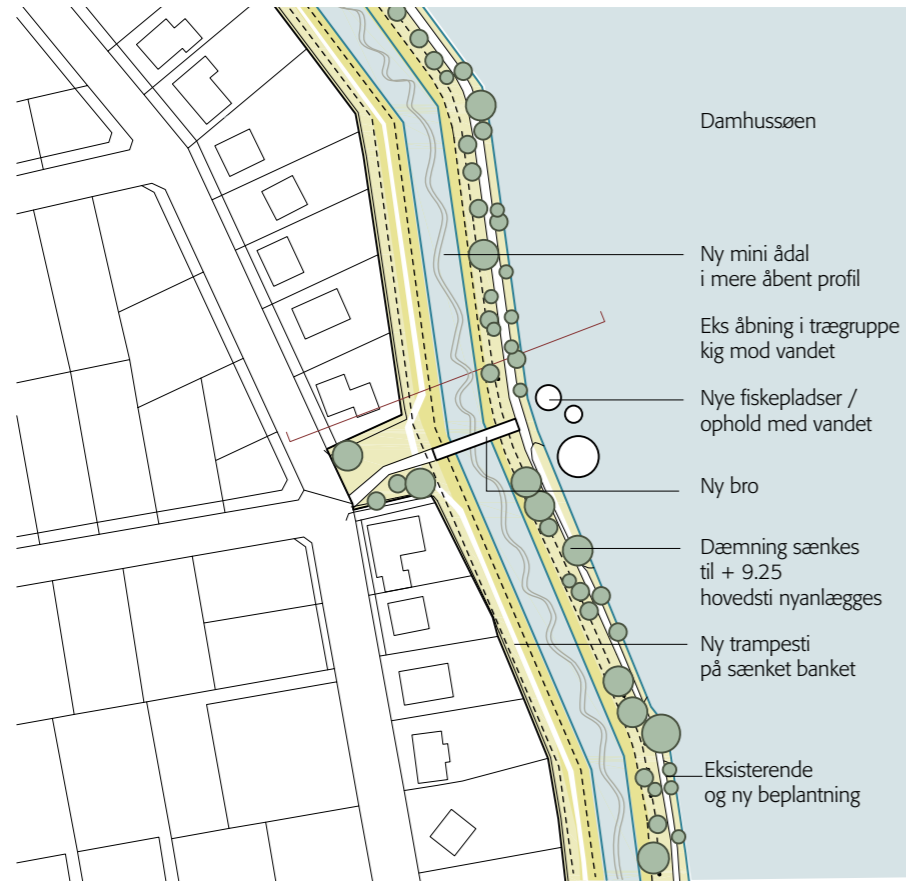 Damhussøen
Ny mini ådal
i mere åbent profil
Eks åbning i trægruppe
kig mod vandet
Nye fiskepladser /
ophold med vandet
Ny bro
Dæmning sænkes
til + 9.25
hovedsti nyanlægges
Ny trampesti
på sænket banket
Eksisterende
og ny beplantning